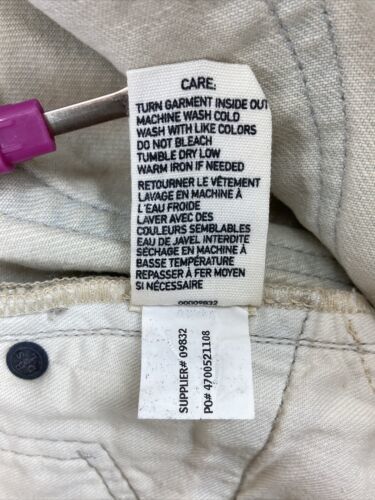 CARE:
TURN GARMENT INSIDE OUT
MACHINE WASH COLD
WASH WITH LIKE COLORS
DO NOT BLEACH
TUMBLE DRY LOW
WARM IRON IF NEEDED
RETOURNER LE VÊTEMENT
LAVAGE EN MACHINE À
L'EAU FROIDE
LAVER AVEC DES
COULEURS SEMBLABLES
EAU DE JAVEL INTERDITE
SÉCHAGE EN MACHINE À
BASSE TEMPÉRATURE
REPASSER À FER MOYEN
SI NÉCESSAIRE
00009832
SUPPLIER# 09832
PO# 4700521108